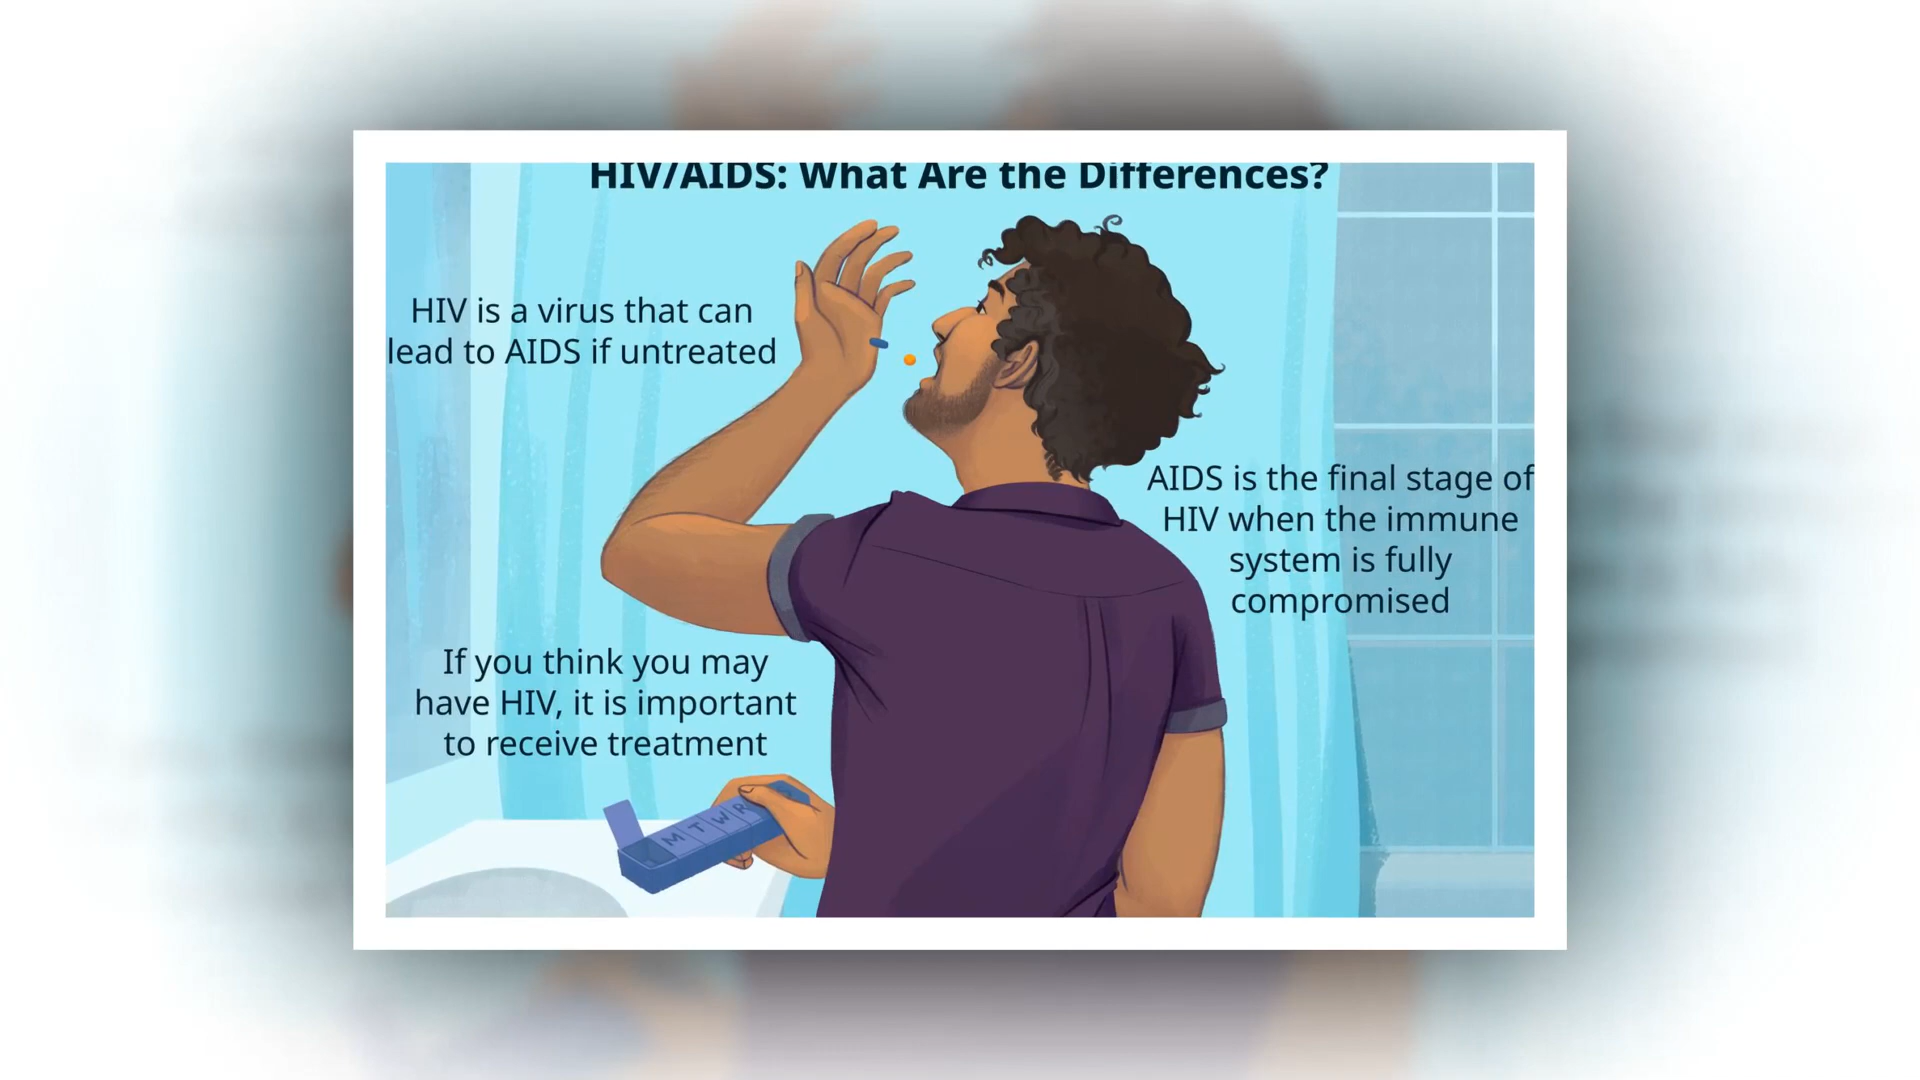 HIV/AIDS: What Are the Differences?
HIV is a virus that can
lead to AIDS if untreated
AIDS is the final stage of
HIV when the immune
system is fully
compromised
If you think you may
have HIV, it is important
to receive treatment
M T W R